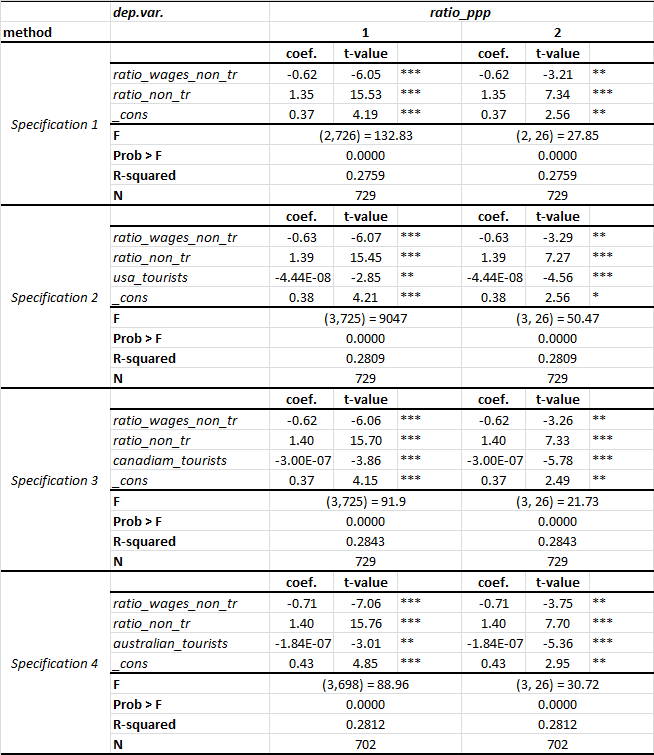 dep.var. ratio_ppp
method 1 2
coef. t-value coef. t-value
ratio_wages_non_tr -0.62 -6.05 *** -0.62 -3.21 **
ratio_non_tr 1.35 15.53 *** 1.35 7.34 ***
Specification 1 _cons 0.37 4.19 *** 0.37 2.56 **
F (2,726) = 132.83 (2, 26) = 27.85
Prob > F 0.0000 0.0000
R-squared 0.2759 0.2759
N 729 729
coef. t-value coef. t-value
ratio_wages_non_tr -0.63 -6.07 *** -0.63 -3.29 **
ratio_non_tr 1.39 15.45 *** 1.39 7.27 ***
usa_tourists -4.44E-08 -2.85 ** -4.44E-08 -4.56 ***
Specification 2 _cons 0.38 4.21 *** 0.38 2.56 *
F (3,725) = 9047 (3, 26) = 50.47
Prob > F 0.0000 0.0000
R-squared 0.2809 0.2809
N 729 729
coef. t-value coef. t-value
ratio_wages_non_tr -0.62 -6.06 *** -0.62 -3.26 **
ratio_non_tr 1.40 15.70 *** 1.40 7.33 ***
canadiam_tourists -3.00E-07 -3.86 *** -3.00E-07 -5.78 ***
Specification 3 _cons 0.37 4.15 *** 0.37 2.49 **
F (3,725) = 91.9 (3, 26) = 21.73
Prob > F 0.0000 0.0000
R-squared 0.2843 0.2843
N 729 729
coef. t-value coef. t-value
ratio_wages_non_tr -0.71 -7.06 *** -0.71 -3.75 **
ratio_non_tr 1.40 15.76 *** 1.40 7.70 ***
australian_tourists -1.84E-07 -3.01 ** -1.84E-07 -5.36 ***
Specification 4 _cons 0.43 4.85 *** 0.43 2.95 **
F (3,698) = 88.96 (3, 26) = 30.72
Prob > F 0.0000 0.0000
R-squared 0.2812 0.2812
N 702 702